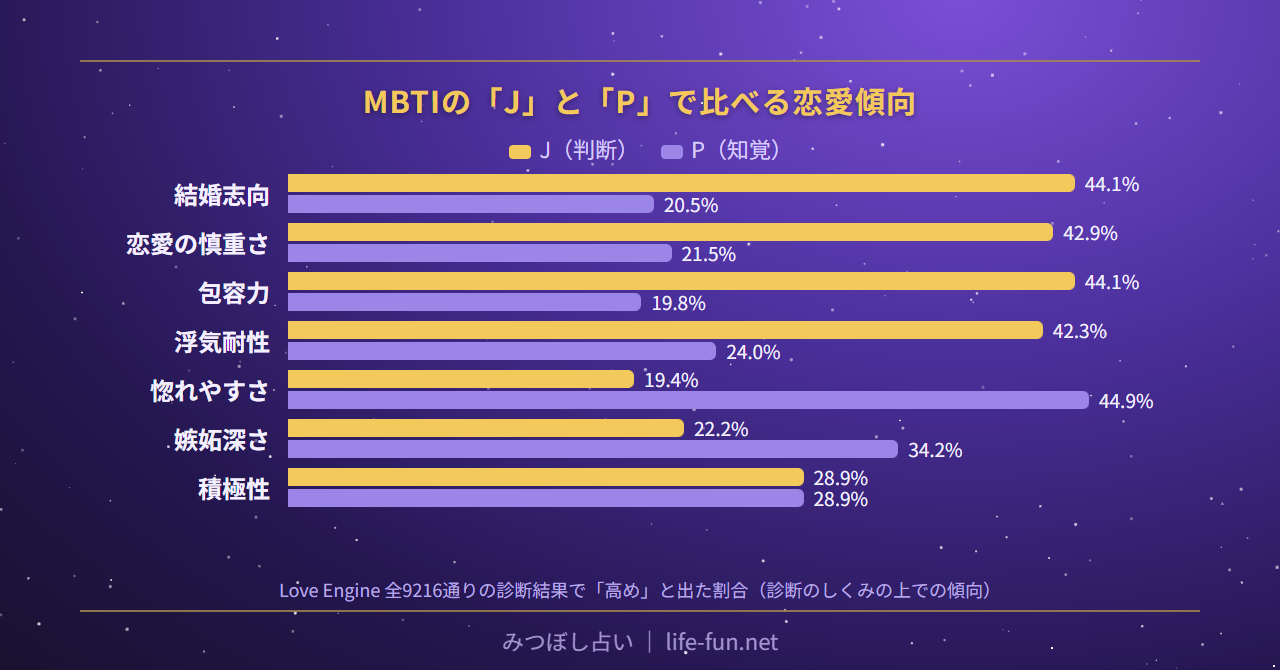 MBTIの「J」と「P」で比べる恋愛傾向
J（判断） P（知覚）
結婚志向 44.1%
20.5%
恋愛の慎重さ 42.9%
21.5%
包容力 44.1%
19.8%
浮気耐性 42.3%
24.0%
惚れやすさ 19.4%
44.9%
嫉妬深さ 22.2%
34.2%
積極性 28.9%
28.9%
Love Engine 全9216通りの診断結果で「高め」と出た割合（診断のしくみの上での傾向）
みつぼし占い｜life-fun.net